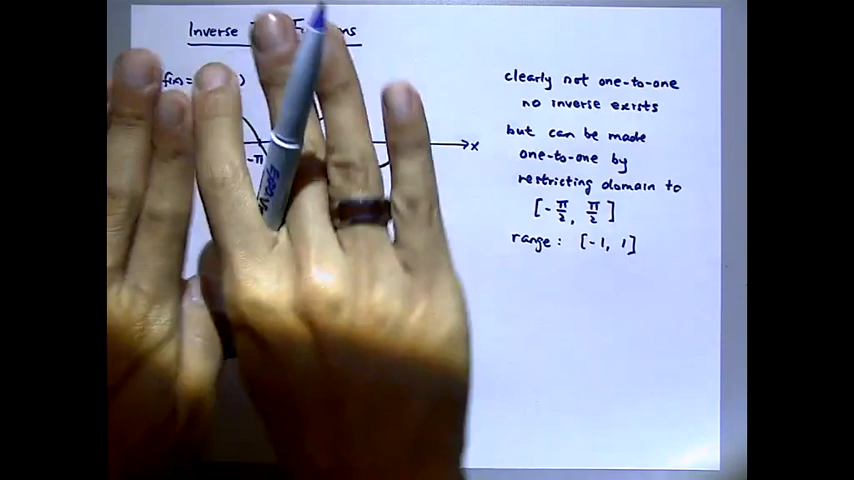 Inverse
f(x) =
-π
x
clearly not one-to-one
no inverse exists
but can be made
one-to-one by
restricting domain to
[-π/2, π/2]
range: [-1, 1]